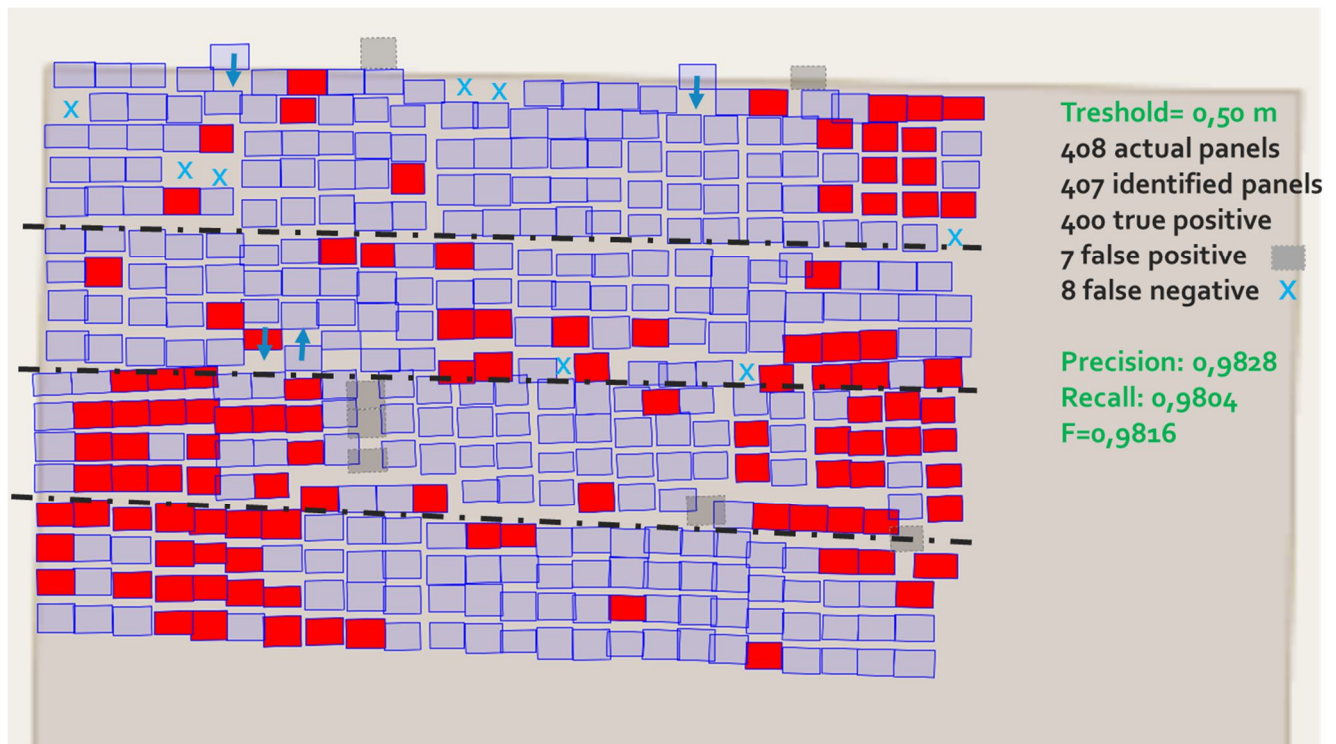 Treshold= 0,50 m
408 actual panels
407 identified panels
400 true positive
7 false positive
8 false negative X
Precision: 0,9828
Recall: 0,9804
F=0,9816